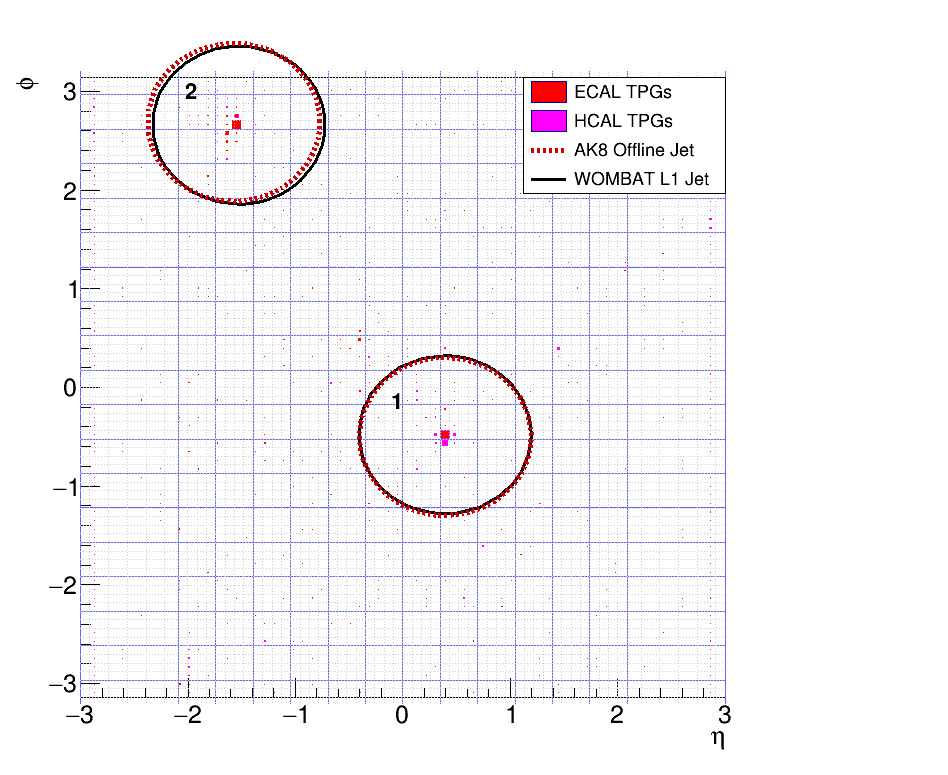 φ
3
2
1
0
−1
−2
−3
2
1
ECAL TPGs
HCAL TPGs
AK8 Offline Jet
WOMBAT L1 Jet
−3 −2 −1 0 1 2 3
η